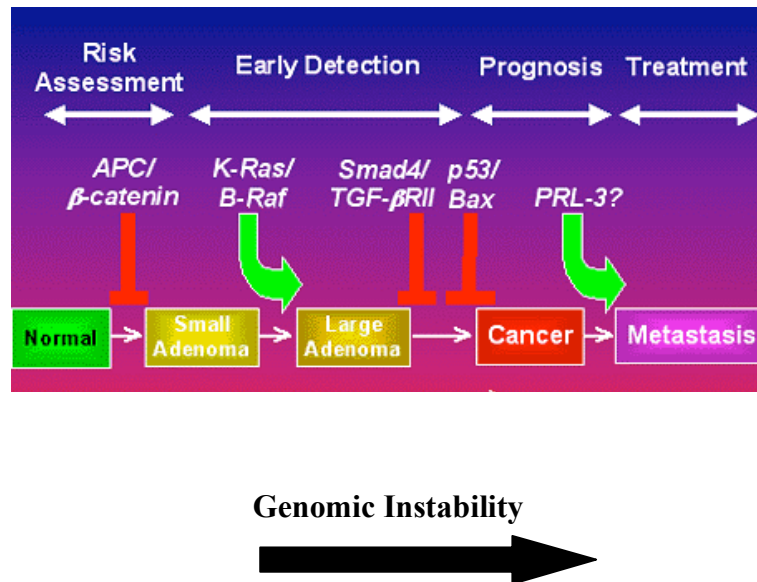 Risk
Assessment
Early Detection
Prognosis
Treatment
APC/
β-catenin
K-Ras/
B-Raf
Smad4/
TGF-βRII
p53/
Bax
PRL-3?
Normal
Small
Adenoma
Large
Adenoma
Cancer
Metastasis
Genomic Instability